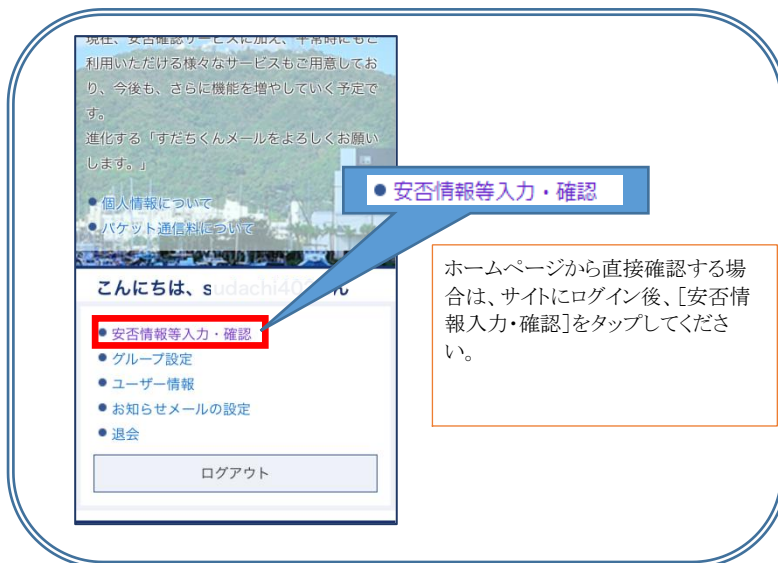 現在、安否確認サービスに加え、平常時にもご
利用いただける様々なサービスもご用意してお
り、今後も、さらに機能を増やしていく予定で
す。
進化する「すだちくんメールをよろしくお願い
します。」
個人情報について
パケット通信料について
● 安否情報等入力・確認
こんにちは、sudachi40 ん
● 安否情報等入力・確認
● グループ設定
● ユーザー情報
● お知らせメールの設定
● 退会
ログアウト
ホームページから直接確認する場
合は、サイトにログイン後、[安否情
報入力・確認]をタップしてくださ
い。